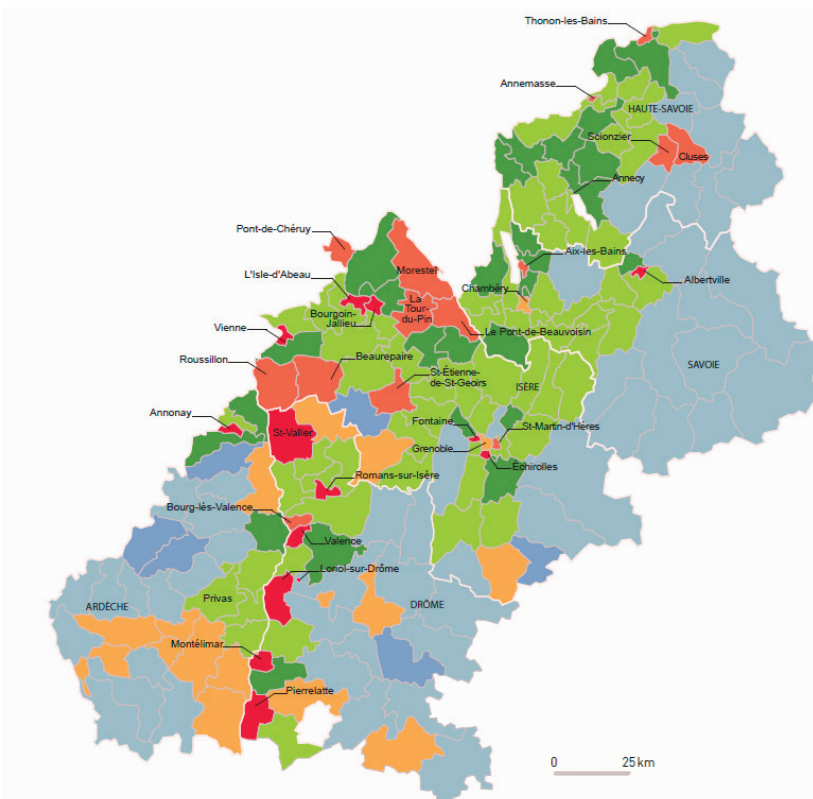 Thonon-les-Bains
Annemasse
HAUTE-SAVOIE
Scionzier
Cluses
Annecy
Pont-de-Chéruy
Aix-les-Bains
Morestel
L'Isle-d'Abeau
Albertville
Chambéry
Bourgoin-
Jallieu
La
Tour-
du-Pin
Vienne
Le Pont-de-Beauvoisin
Roussillon
Beaurepaire
SAVOIE
St-Étienne-
de-St-Geoirs
ISÈRE
Annonay
Fontaine
St-Martin-d'Hères
St-Vallier
Grenoble
Échirolles
Romans-sur-Isère
Bourg-lès-Valence
Valence
Loriol-sur-Drôme
Privas
ARDÈCHE
DRÔME
Montélimar
Pierrelatte
0 25 km